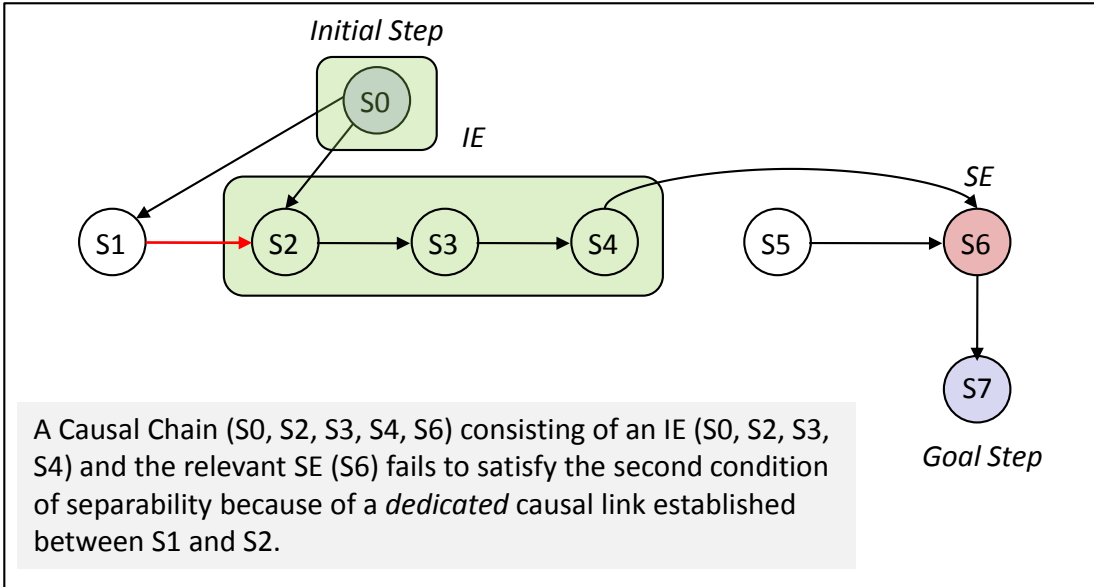 Initial Step
S0
IE
SE
S1
S2
S3
S4
S5
S6
S7
Goal Step
A Causal Chain (S0, S2, S3, S4, S6) consisting of an IE (S0, S2, S3,
S4) and the relevant SE (S6) fails to satisfy the second condition
of separability because of a dedicated causal link established
between S1 and S2.